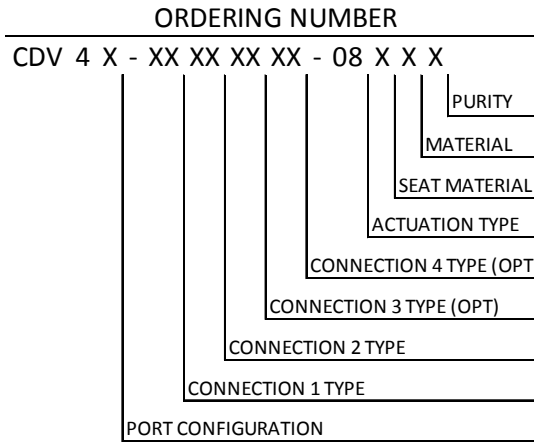 ORDERING NUMBER
CDV 4 X - XX XX XX XX - 08 X X X
PURITY
MATERIAL
SEAT MATERIAL
ACTUATION TYPE
CONNECTION 4 TYPE (OPT
CONNECTION 3 TYPE (OPT)
CONNECTION 2 TYPE
CONNECTION 1 TYPE
PORT CONFIGURATION